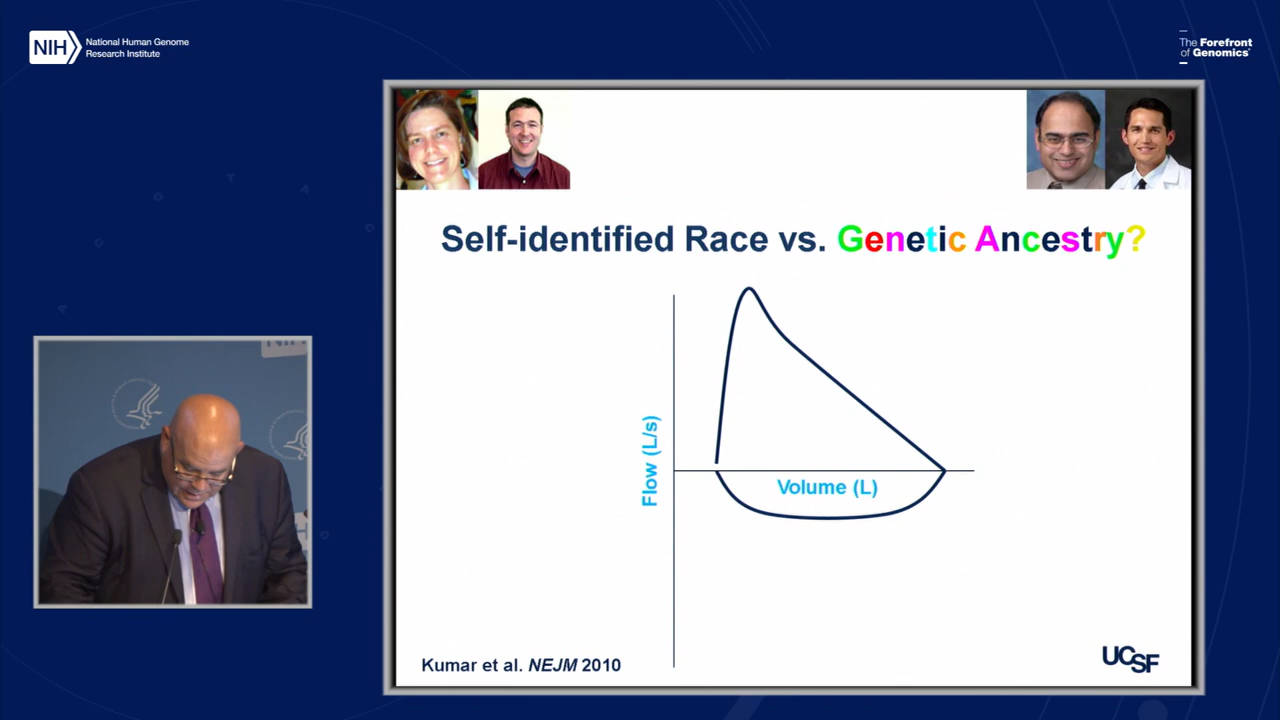 NIH
National Human Genome
Research Institute
The Forefront
of Genomics
Self-identified Race vs. Genetic Ancestry?
Flow (L/s)
Volume (L)
Kumar et al. NEJM 2010
UCSF